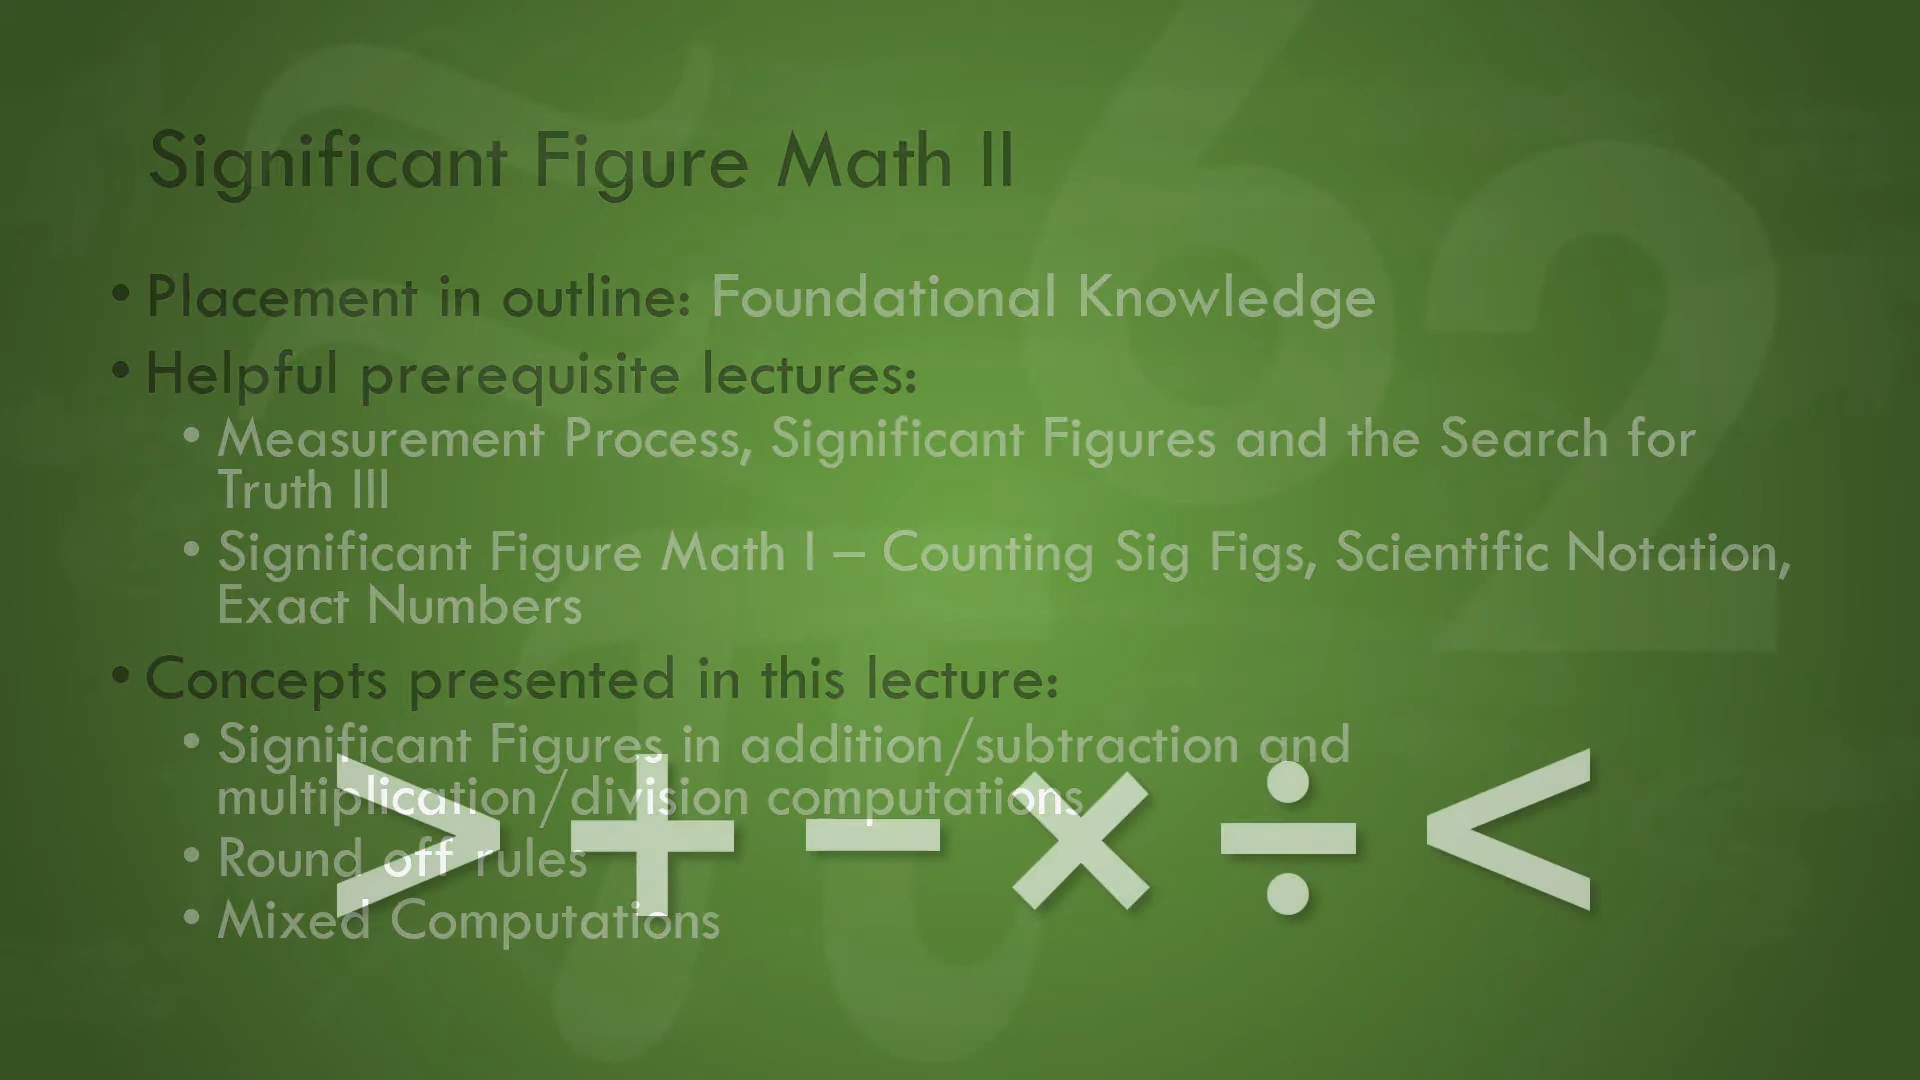 Significant Figure Math II
• Placement in outline: Foundational Knowledge
• Helpful prerequisite lectures:
• Measurement Process, Significant Figures and the Search for
Truth III
• Significant Figure Math I – Counting Sig Figs, Scientific Notation,
Exact Numbers
• Concepts presented in this lecture:
• Significant Figures in addition/subtraction and
multiplication/division computations
• Round off rules
• Mixed Computations
> + − × ÷ <
≈ 6 2
π